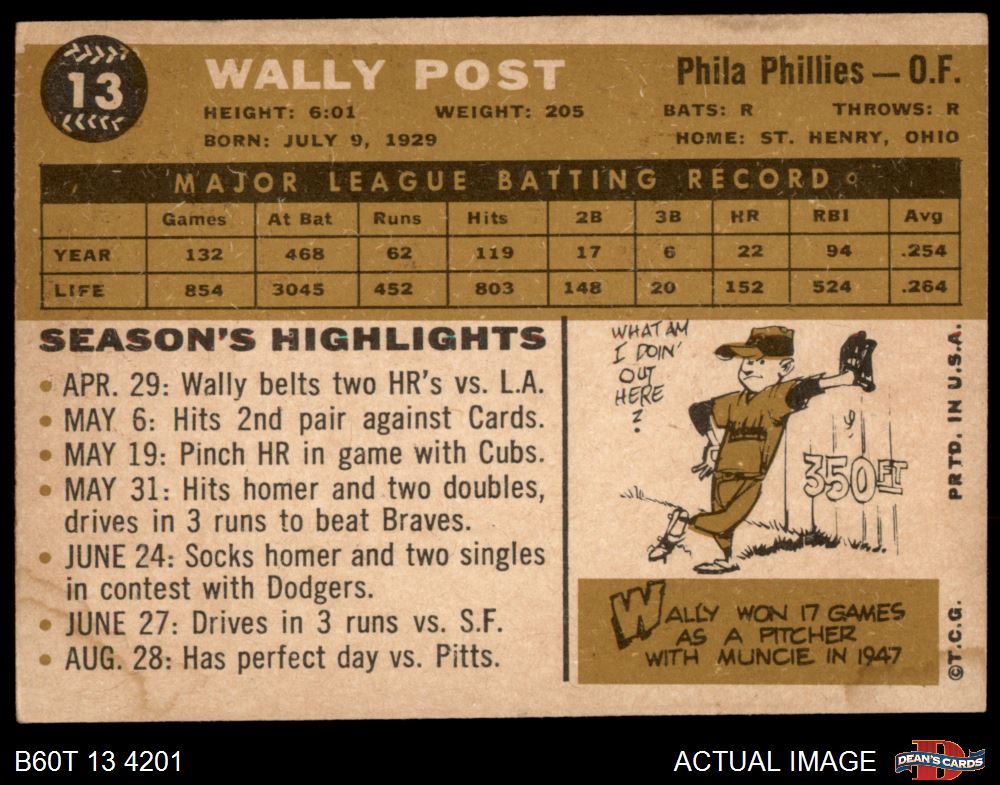 13
WALLY POST
Phila Phillies — O.F.
HEIGHT: 6:01 WEIGHT: 205 BATS: R THROWS: R
BORN: JULY 9, 1929 HOME: ST. HENRY, OHIO
MAJOR LEAGUE BATTING RECORD
Games At Bat Runs Hits 2B 3B HR RBI Avg
YEAR 132 468 62 119 17 6 22 94 .254
LIFE 854 3045 452 803 148 20 152 524 .264
SEASON'S HIGHLIGHTS
• APR. 29: Wally belts two HR's vs. L.A.
• MAY 6: Hits 2nd pair against Cards.
• MAY 19: Pinch HR in game with Cubs.
• MAY 31: Hits homer and two doubles,
drives in 3 runs to beat Braves.
• JUNE 24: Socks homer and two singles
in contest with Dodgers.
• JUNE 27: Drives in 3 runs vs. S.F.
• AUG. 28: Has perfect day vs. Pitts.
WHAT AM
I DOIN'
OUT
HERE
?
350 FT
WALLY WON 17 GAMES
AS A PITCHER
WITH MUNCIE IN 1947
©T.C.G. PRTD. IN U.S.A.
B60T 13 4201
ACTUAL IMAGE
DEAN'S CARDS